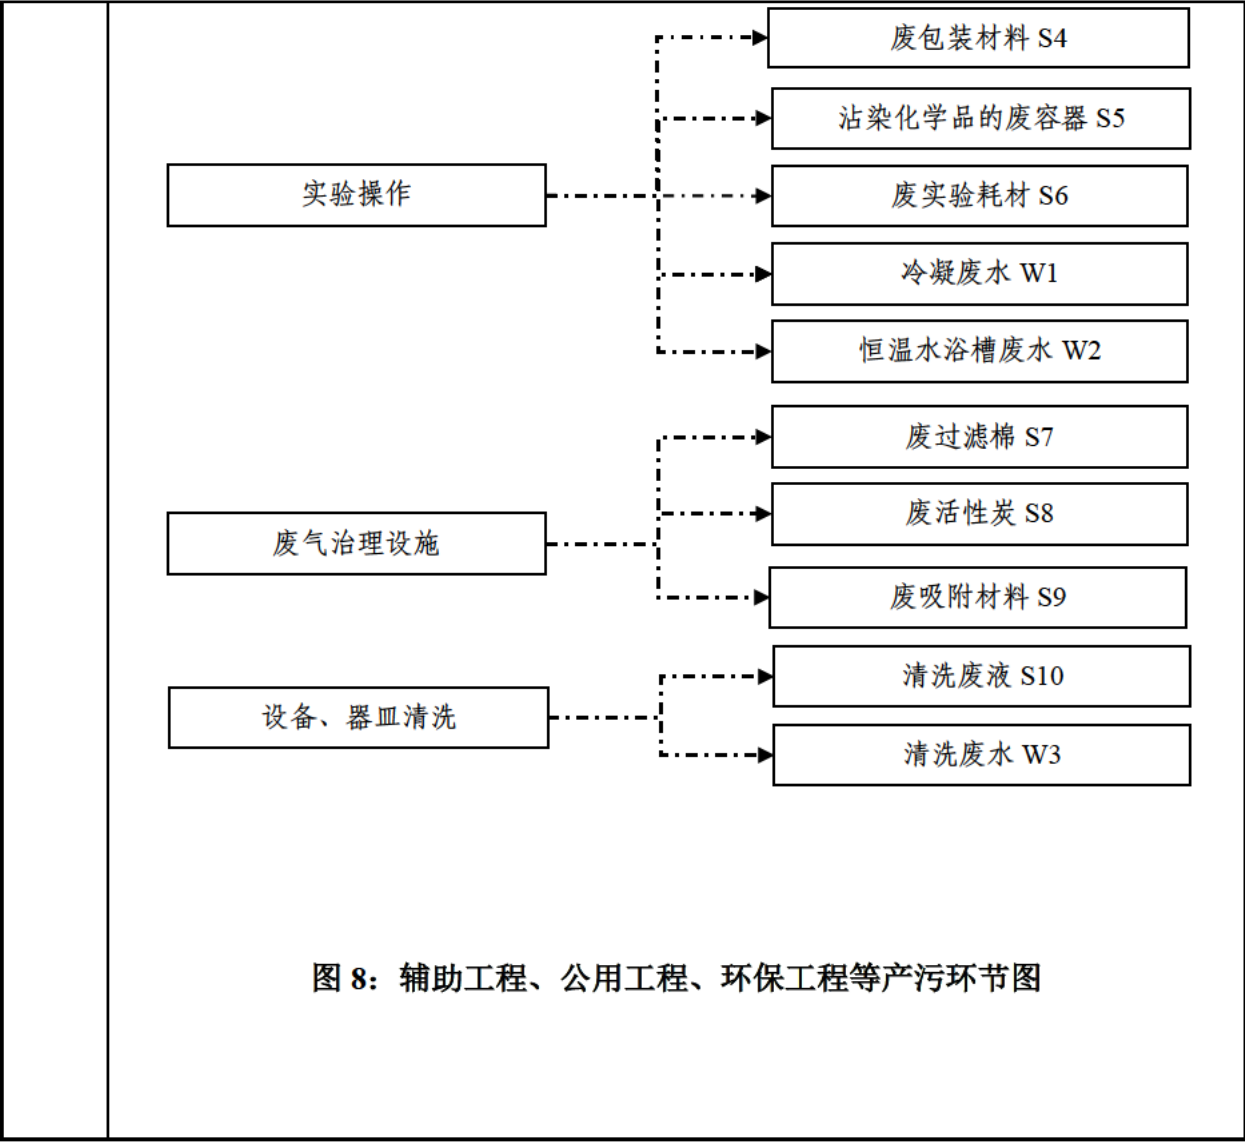 废包装材料 S4
沾染化学品的废容器 S5
实验操作
废实验耗材 S6
冷凝废水 W1
恒温水浴槽废水 W2
废过滤棉 S7
废活性炭 S8
废气治理设施
废吸附材料 S9
清洗废液 S10
设备、器皿清洗
清洗废水 W3
图 8：辅助工程、公用工程、环保工程等产污环节图